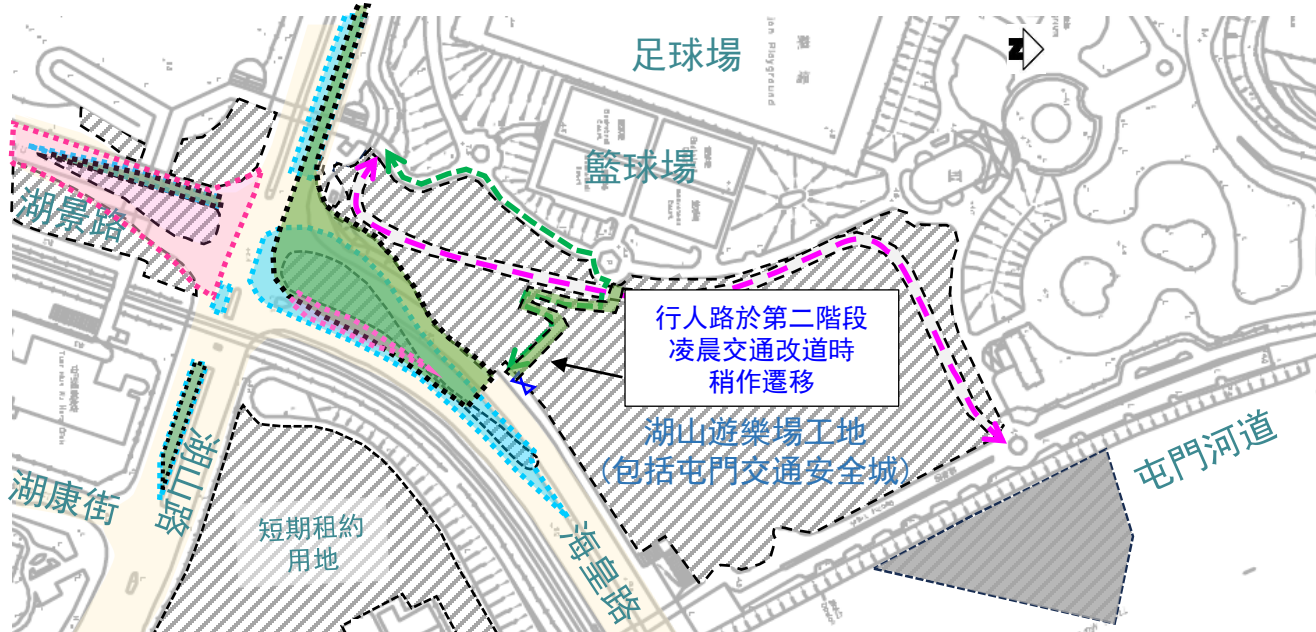 足球場
籃球場
湖景路
行人路於第二階段
凌晨交通改道時
稍作遷移
湖山遊樂場工地
(包括屯門交通安全城)
屯門河道
湖山路
湖康街
短期租約
用地
海皇路